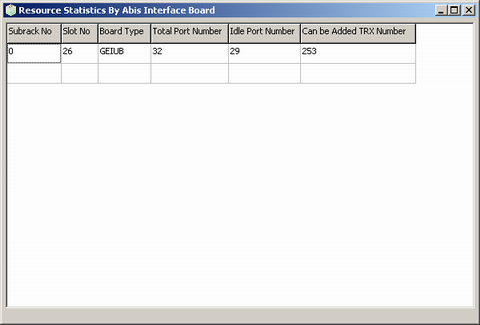 Resource Statistics By Abis Interface Board
Subrack No Slot No Board Type Total Port Number Idle Port Number Can be Added TRX Number
0 26 GEIUB 32 29 253